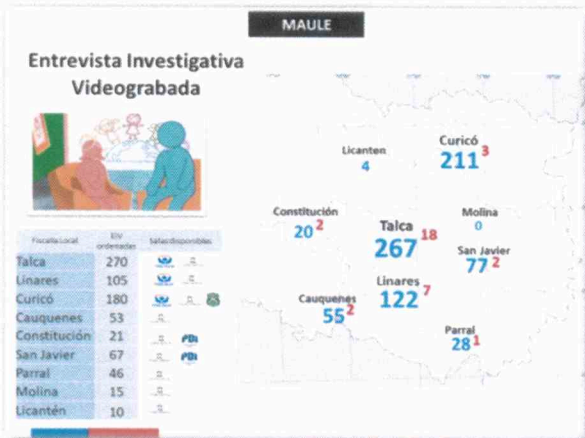 MAULE
Entrevista Investigativa
Videograbada
Fiscalía Local EIV ordenadas Salas disponibles
Talca 270
Linares 105
Curicó 180
Cauquenes 53
Constitución 21 PDI
San Javier 67 PDI
Parral 46
Molina 15
Licantén 10
Licanten
4
Curicó
211 3
Constitución
20 2
Talca
267 18
Molina
0
San Javier
77 2
Linares
122 7
Cauquenes
55 2
Parral
28 1